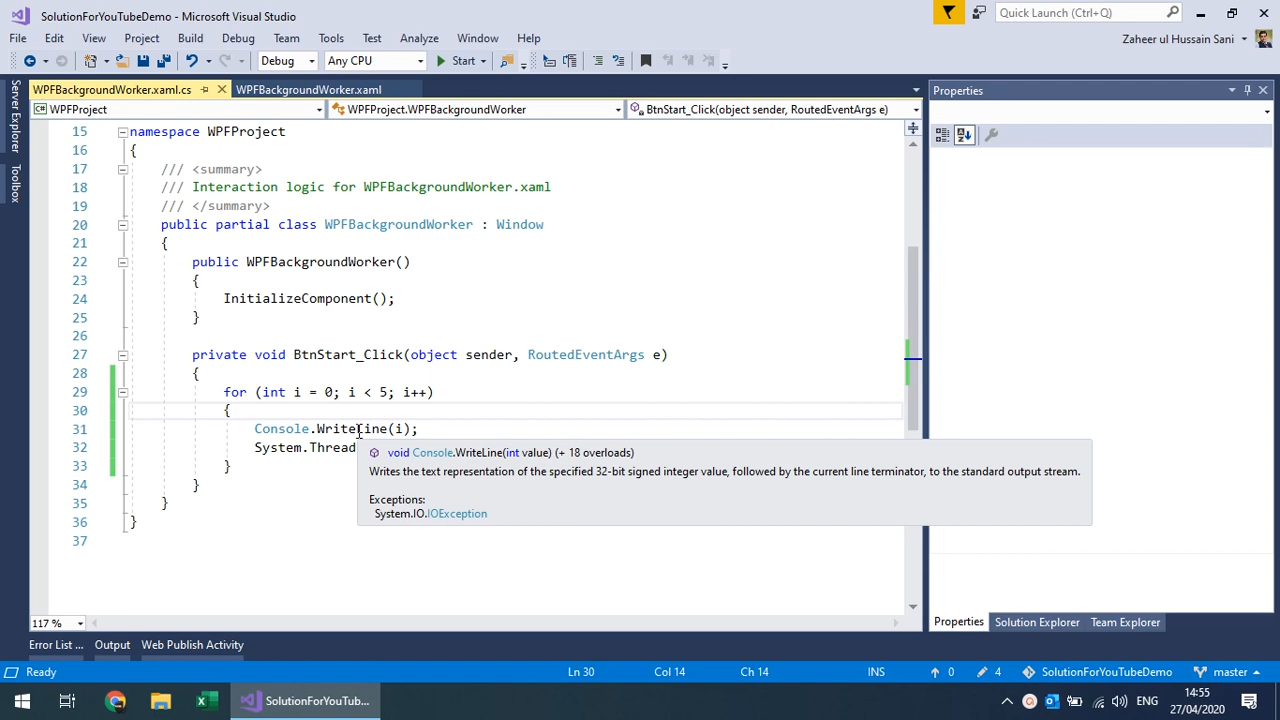 SolutionForYouTubeDemo - Microsoft Visual Studio
Quick Launch (Ctrl+Q)
File Edit View Project Build Debug Team Tools Test Analyze Window Help
Zaheer ul Hussain Sani
Debug Any CPU Start
Server Explorer
Toolbox
WPFBackgroundWorker.xaml.cs WPFBackgroundWorker.xaml
WPFProject WPFProject.WPFBackgroundWorker BtnStart_Click(object sender, RoutedEventArgs e)
15 namespace WPFProject
16 {
17 /// <summary>
18 /// Interaction logic for WPFBackgroundWorker.xaml
19 /// </summary>
20 public partial class WPFBackgroundWorker : Window
21 {
22 public WPFBackgroundWorker()
23 {
24 InitializeComponent();
25 }
26
27 private void BtnStart_Click(object sender, RoutedEventArgs e)
28 {
29 for (int i = 0; i < 5; i++)
30 {
31 Console.WriteLine(i);
32 System.Thread
33 }
34 }
35 }
36 }
37
void Console.WriteLine(int value) (+ 18 overloads)
Writes the text representation of the specified 32-bit signed integer value, followed by the current line terminator, to the standard output stream.
Exceptions:
System.IO.IOException
117 %
Properties
Properties Solution Explorer Team Explorer
Error List ... Output Web Publish Activity
Ready Ln 30 Col 14 Ch 14 INS 0 4 SolutionForYouTubeDemo master
SolutionForYouTub... ENG 14:55
27/04/2020